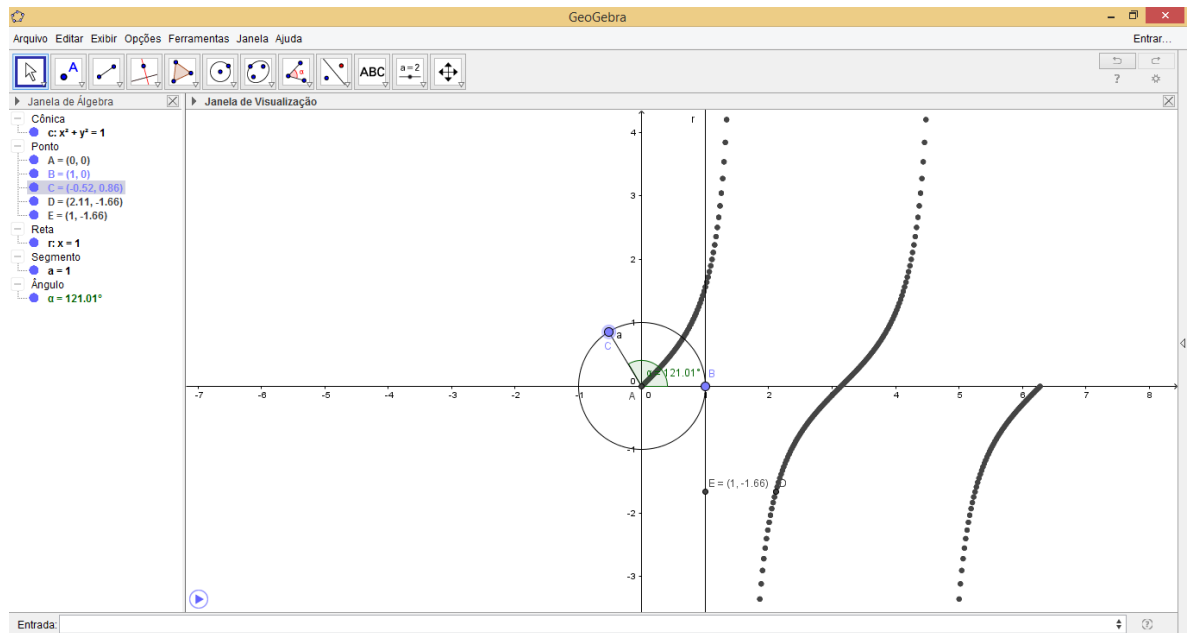 GeoGebra
Arquivo Editar Exibir Opções Ferramentas Janela Ajuda
Entrar...
A
α
ABC
a=2
?
Janela de Álgebra
Janela de Visualização
Cônica
c: x² + y² = 1
Ponto
A = (0, 0)
B = (1, 0)
C = (-0.52, 0.86)
D = (2.11, -1.66)
E = (1, -1.66)
Reta
r: x = 1
Segmento
a = 1
Ângulo
α = 121.01°
r
4
3
2
1
a
C
α = 121.01°
B
0
A
-7 -6 -5 -4 -3 -2 -1 0 1 2 3 4 5 6 7 8
-1
E = (1, -1.66)
D
-2
-3
Entrada:
?